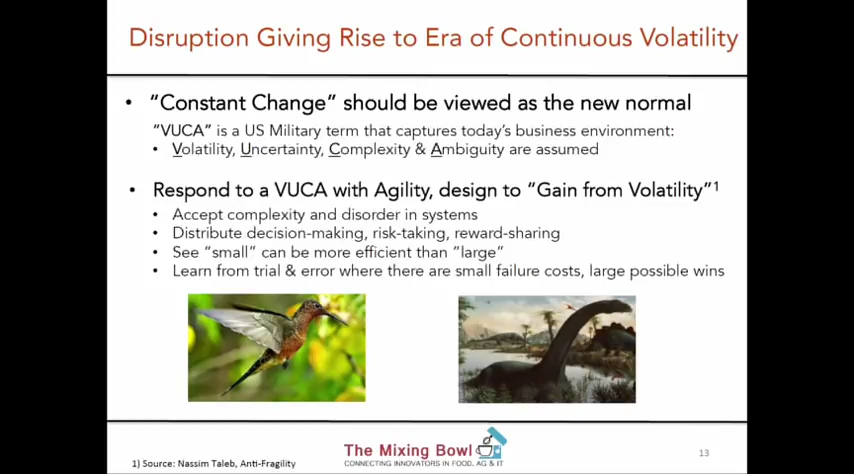 Disruption Giving Rise to Era of Continuous Volatility
• “Constant Change” should be viewed as the new normal
“VUCA” is a US Military term that captures today’s business environment:
• Volatility, Uncertainty, Complexity & Ambiguity are assumed
• Respond to a VUCA with Agility, design to “Gain from Volatility”1
• Accept complexity and disorder in systems
• Distribute decision-making, risk-taking, reward-sharing
• See “small” can be more efficient than “large”
• Learn from trial & error where there are small failure costs, large possible wins
1) Source: Nassim Taleb, Anti-Fragility
The Mixing Bowl
CONNECTING INNOVATORS IN FOOD, AG & IT
13